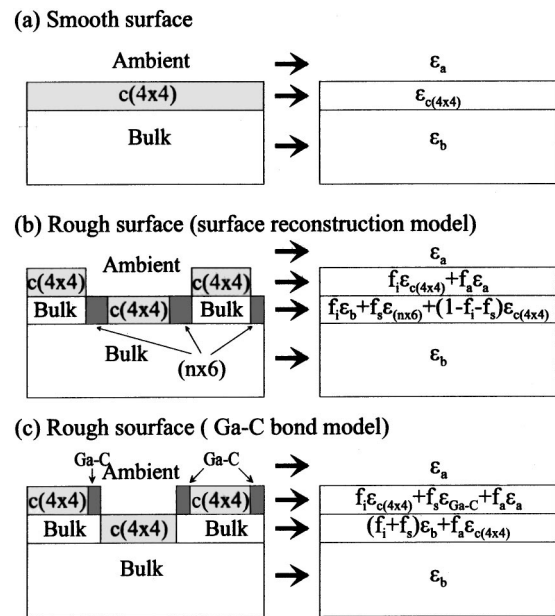 (a) Smooth surface
Ambient
εa
c(4x4)
εc(4x4)
Bulk
εb
(b) Rough surface (surface reconstruction model)
Ambient
εa
c(4x4) c(4x4)
fiεc(4x4)+faεa
Bulk c(4x4) Bulk
fiεb+fsε(nx6)+(1-fi-fs)εc(4x4)
Bulk
(nx6)
εb
(c) Rough sourface ( Ga-C bond model)
Ga-C Ambient Ga-C
εa
c(4x4) c(4x4)
fiεc(4x4)+fsεGa-C+faεa
Bulk c(4x4) Bulk
(fi+fs)εb+faεc(4x4)
Bulk
εb